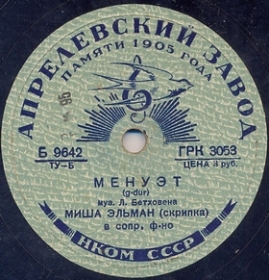 АПРЕЛЕВСКИЙ ЗАВОД
ПАМЯТИ 1905 ГОДА
96
Б 9642
ГРК 3053
ТУ-Б
ЦЕНА 3 руб.
МЕНУЭТ
(g-dur)
муз. Л. Бетховена
МИША ЭЛЬМАН (скрипка)
в сопр. ф-но
НКОМ СССР